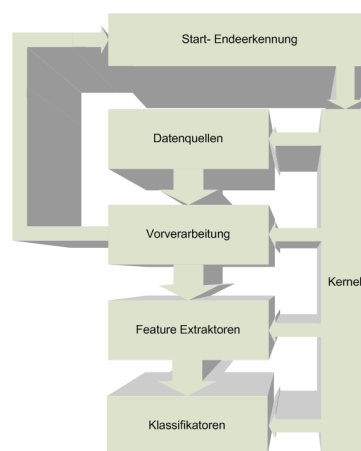 Start- Endeerkennung
Datenquellen
Vorverarbeitung
Kernel
Feature Extraktoren
Klassifikatoren